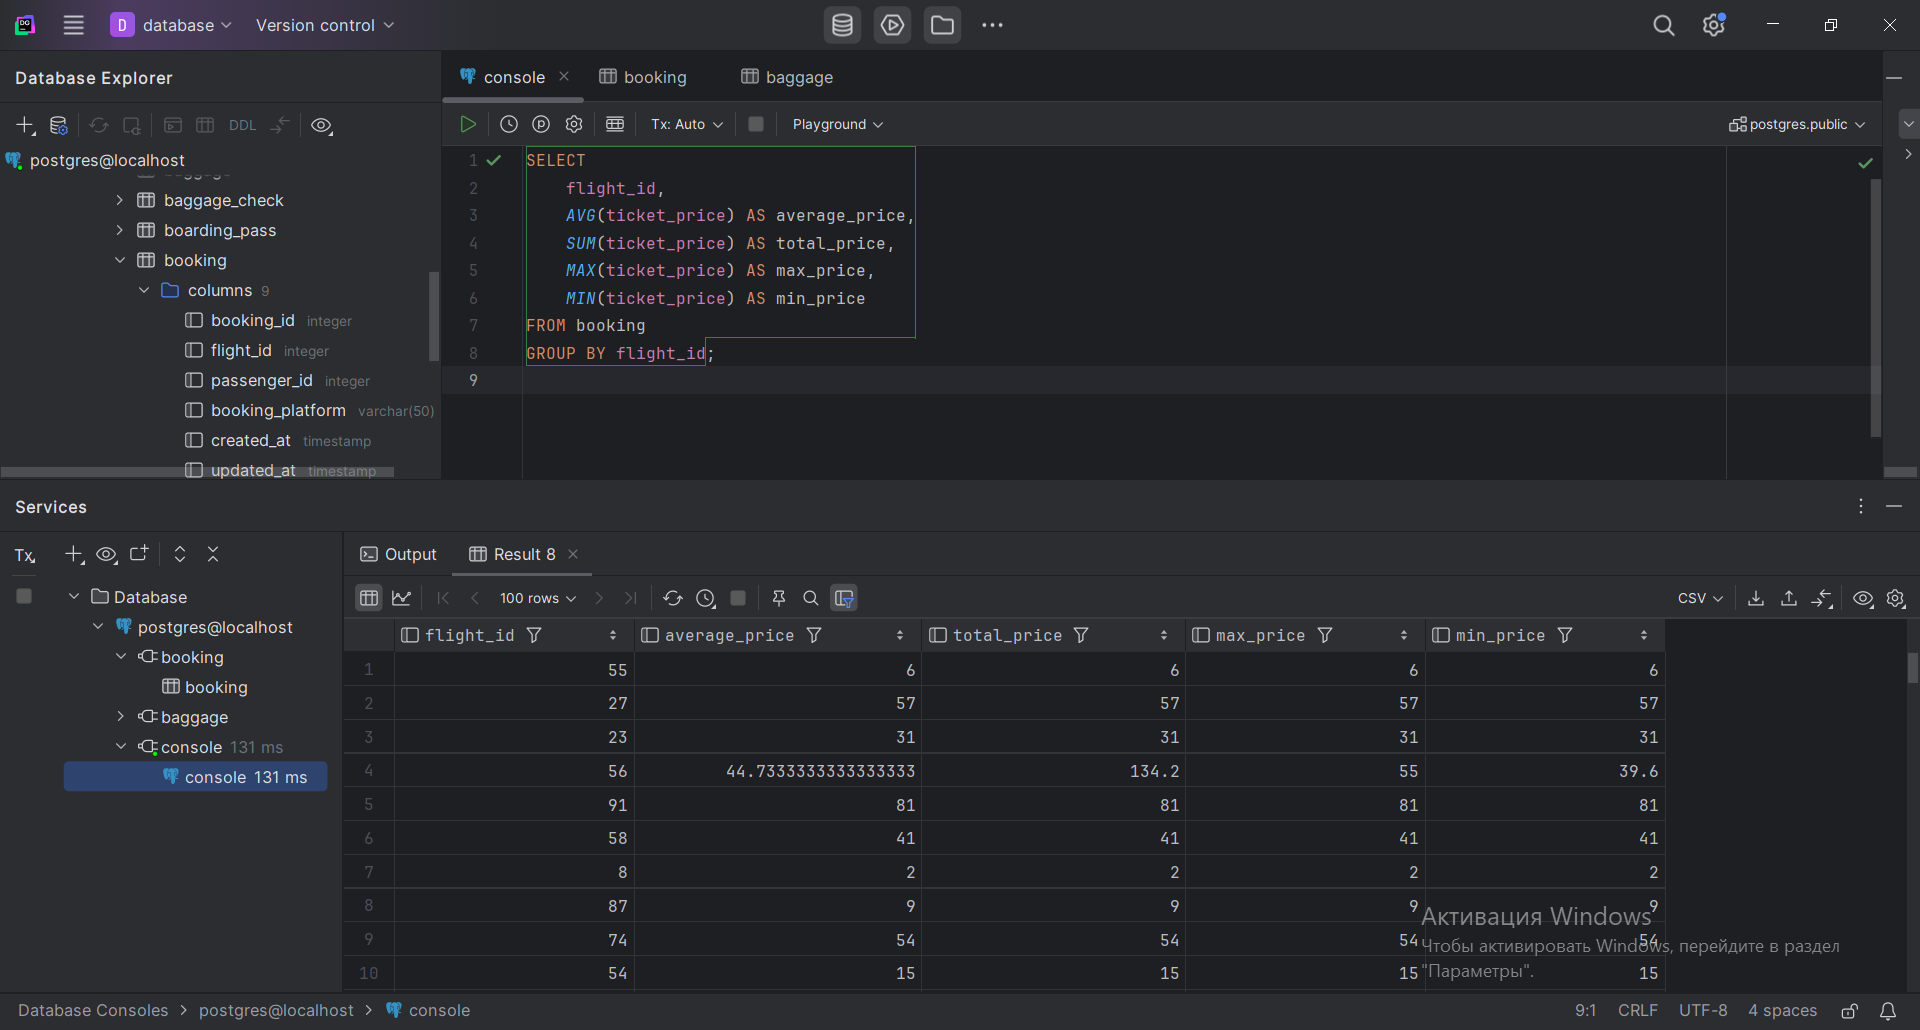 D database Version control
Database Explorer
console
booking
baggage
DDL
Tx: Auto
Playground
postgres.public
postgres@localhost
baggage_check
boarding_pass
booking
columns 9
booking_id integer
flight_id integer
passenger_id integer
booking_platform varchar(50)
created_at timestamp
updated_at timestamp
1 SELECT
2 flight_id,
3 AVG(ticket_price) AS average_price,
4 SUM(ticket_price) AS total_price,
5 MAX(ticket_price) AS max_price,
6 MIN(ticket_price) AS min_price
7 FROM booking
8 GROUP BY flight_id;
9
Services
Tx
Database
postgres@localhost
booking
booking
baggage
console 131 ms
console 131 ms
Output
Result 8
100 rows
CSV
flight_id average_price total_price max_price min_price
1 55 6 6 6 6
2 27 57 57 57 57
3 23 31 31 31 31
4 56 44.7333333333333333 134.2 55 39.6
5 91 81 81 81 81
6 58 41 41 41 41
7 8 2 2 2 2
8 87 9 9 9 9
9 74 54 54 54 54
10 54 15 15 15 15
Активация Windows
Чтобы активировать Windows, перейдите в раздел
"Параметры".
Database Consoles > postgres@localhost > console
9:1 CRLF UTF-8 4 spaces